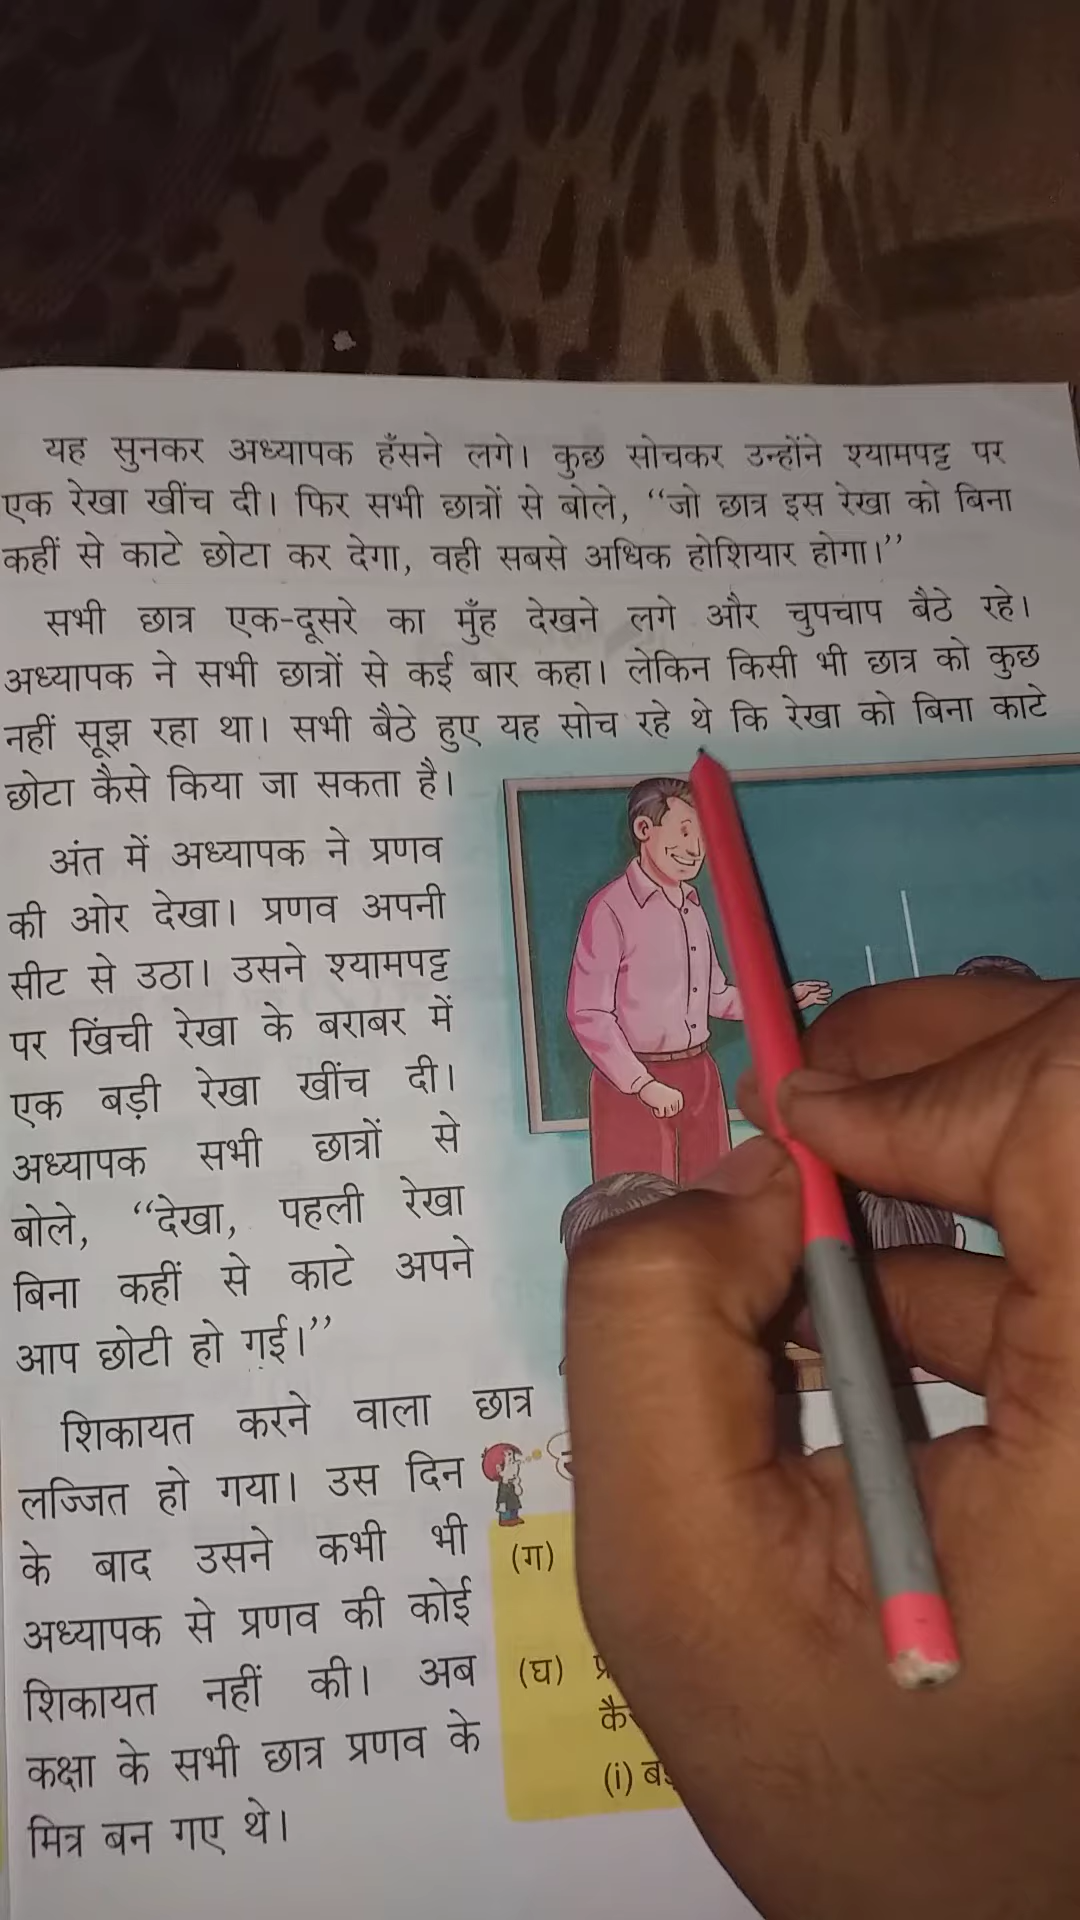 यह सुनकर अध्यापक हँसने लगे। कुछ सोचकर उन्होंने श्यामपट्ट पर
एक रेखा खींच दी। फिर सभी छात्रों से बोले, “जो छात्र इस रेखा को बिना
कहीं से काटे छोटा कर देगा, वही सबसे अधिक होशियार होगा।”
सभी छात्र एक-दूसरे का मुँह देखने लगे और चुपचाप बैठे रहे।
अध्यापक ने सभी छात्रों से कई बार कहा। लेकिन किसी भी छात्र को कुछ
नहीं सूझ रहा था। सभी बैठे हुए यह सोच रहे थे कि रेखा को बिना काटे
छोटा कैसे किया जा सकता है।
अंत में अध्यापक ने प्रणव
की ओर देखा। प्रणव अपनी
सीट से उठा। उसने श्यामपट्ट
पर खिंची रेखा के बराबर में
एक बड़ी रेखा खींच दी।
अध्यापक सभी छात्रों से
बोले, “देखा, पहली रेखा
बिना कहीं से काटे अपने
आप छोटी हो गई।”
शिकायत करने वाला छात्र
लज्जित हो गया। उस दिन
के बाद उसने कभी भी
अध्यापक से प्रणव की कोई
शिकायत नहीं की। अब
कक्षा के सभी छात्र प्रणव के
मित्र बन गए थे।
(ग)
(घ)
(i)